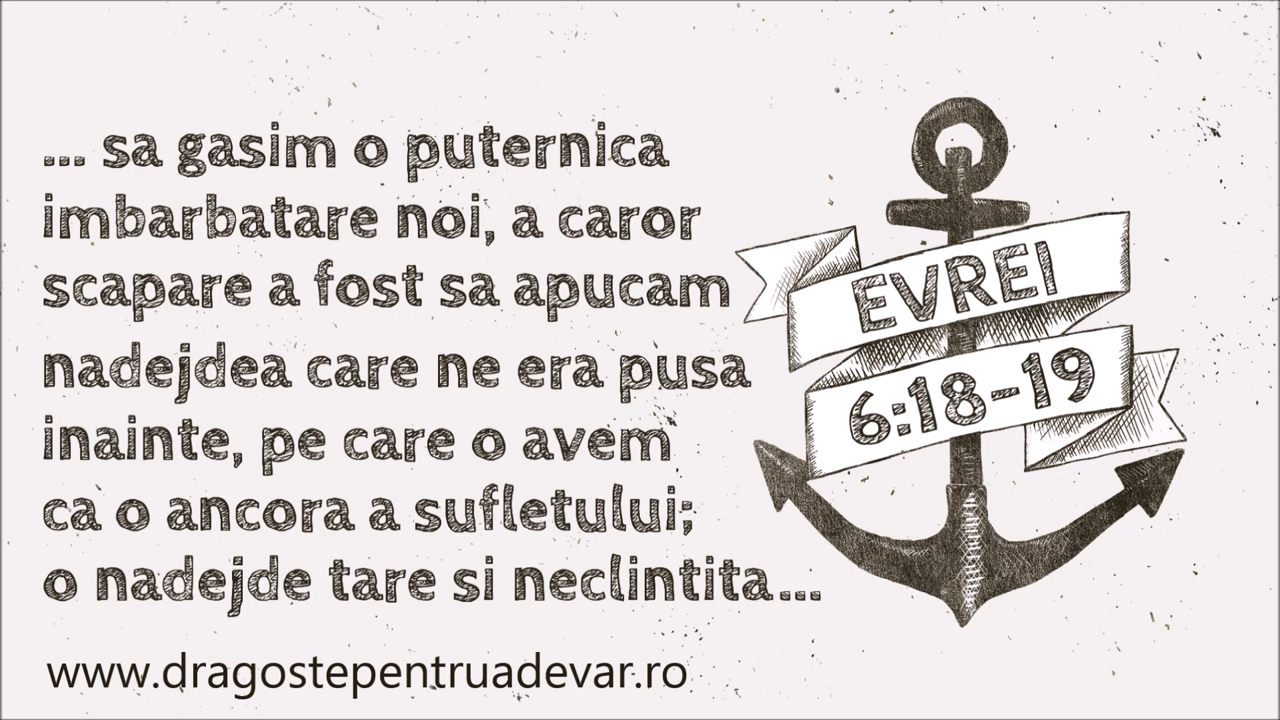 ... sa gasim o puternica
imbarbatare noi, a caror
scapare a fost sa apucam
nadejdea care ne era pusa
inainte, pe care o avem
ca o ancora a sufletului;
o nadejde tare si neclintita...
EVREI
6:18-19
www.dragostepentruadevar.ro